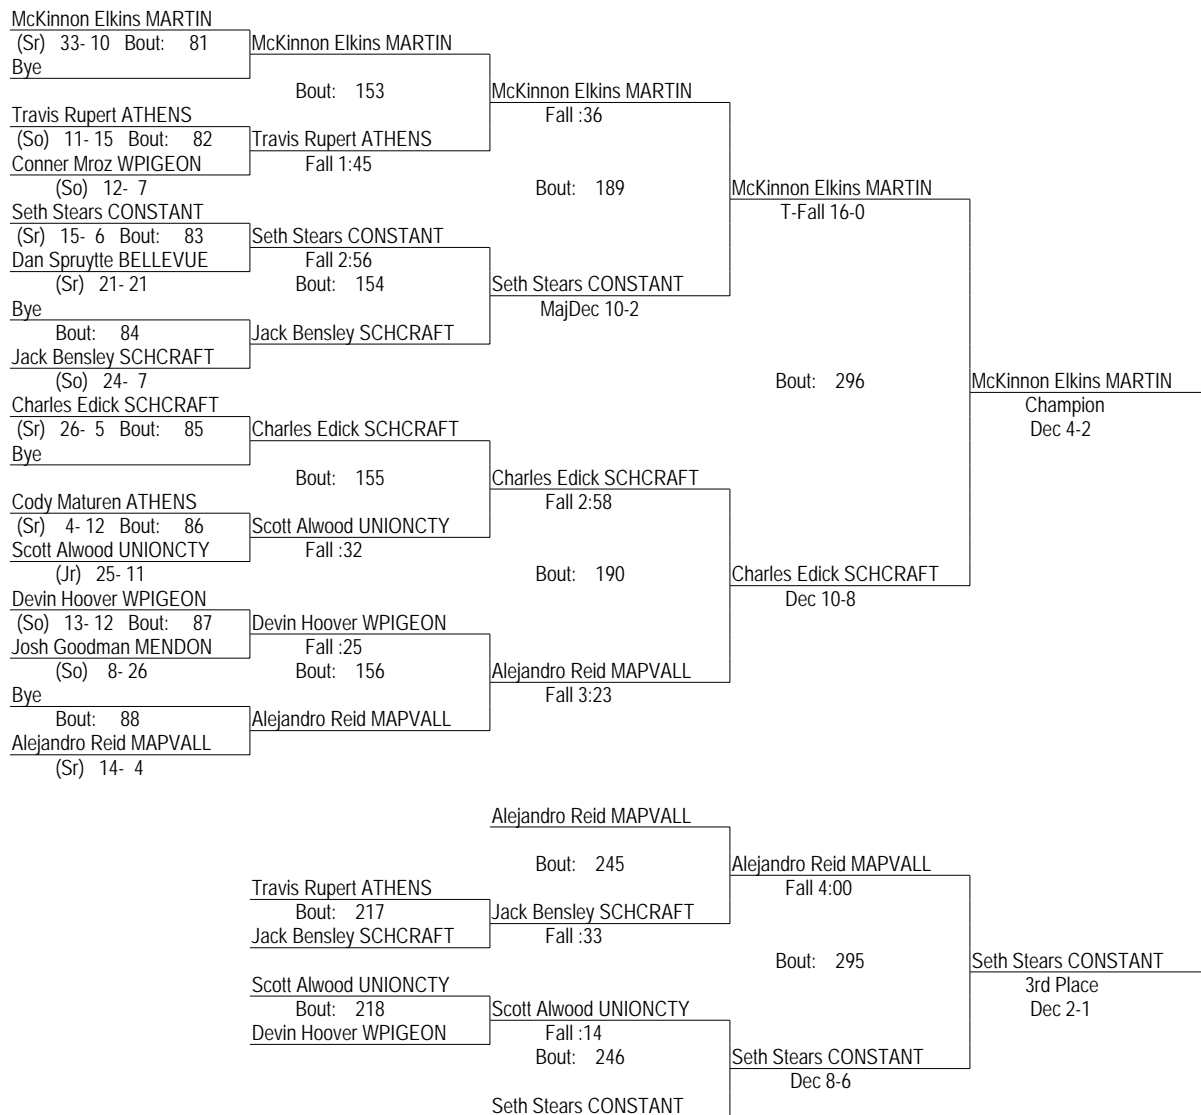 McKinnon Elkins MARTIN
(Sr) 33- 10 Bout: 81
Bye
Travis Rupert ATHENS
(So) 11- 15 Bout: 82
Conner Mroz WPIGEON
(So) 12- 7
Seth Stears CONSTANT
(Sr) 15- 6 Bout: 83
Dan Spruytte BELLEVUE
(Sr) 21- 21
Bye
Bout: 84
Jack Bensley SCHCRAFT
(So) 24- 7
Charles Edick SCHCRAFT
(Sr) 26- 5 Bout: 85
Bye
Cody Maturen ATHENS
(Sr) 4- 12 Bout: 86
Scott Alwood UNIONCTY
(Jr) 25- 11
Devin Hoover WPIGEON
(So) 13- 12 Bout: 87
Josh Goodman MENDON
(So) 8- 26
Bye
Bout: 88
Alejandro Reid MAPVALL
(Sr) 14- 4
McKinnon Elkins MARTIN
Bout: 153
Travis Rupert ATHENS
Fall 1:45
Seth Stears CONSTANT
Fall 2:56
Bout: 154
Jack Bensley SCHCRAFT
Charles Edick SCHCRAFT
Bout: 155
Scott Alwood UNIONCTY
Fall :32
Devin Hoover WPIGEON
Fall :25
Bout: 156
Alejandro Reid MAPVALL
McKinnon Elkins MARTIN
Fall :36
Bout: 189
Seth Stears CONSTANT
MajDec 10-2
Charles Edick SCHCRAFT
Fall 2:58
Bout: 190
Alejandro Reid MAPVALL
Fall 3:23
McKinnon Elkins MARTIN
T-Fall 16-0
Bout: 296
Charles Edick SCHCRAFT
Dec 10-8
McKinnon Elkins MARTIN
Champion
Dec 4-2
Travis Rupert ATHENS
Bout: 217
Jack Bensley SCHCRAFT
Scott Alwood UNIONCTY
Bout: 218
Devin Hoover WPIGEON
Alejandro Reid MAPVALL
Bout: 245
Jack Bensley SCHCRAFT
Fall :33
Scott Alwood UNIONCTY
Fall :14
Bout: 246
Seth Stears CONSTANT
Alejandro Reid MAPVALL
Fall 4:00
Bout: 295
Seth Stears CONSTANT
Dec 8-6
Seth Stears CONSTANT
3rd Place
Dec 2-1